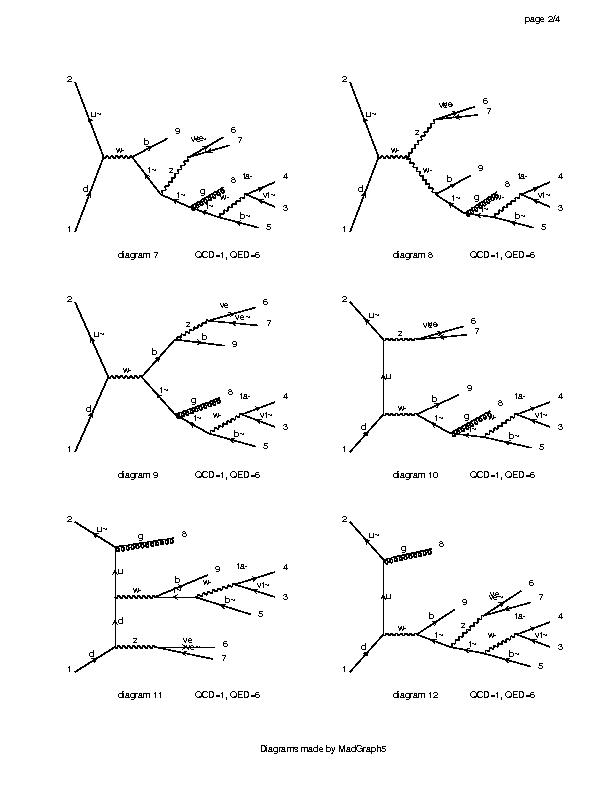 page 2/4
2
u~
d
1
w-
b
9
t~
z
ve
ve~
6
7
t~
g
8
t~
w-
ta-
4
vt~
3
b~
5
diagram 7 QCD=1, QED=6
2
u~
d
1
w-
z
ve
ve~
6
7
w-
b
9
t~
g
8
t~
w-
ta-
4
vt~
3
b~
5
diagram 8 QCD=1, QED=6
2
u~
d
1
w-
b
z
ve
6
ve~
7
b
9
t~
g
8
t~
w-
ta-
4
vt~
3
b~
5
diagram 9 QCD=1, QED=6
2
u~
z
ve
ve~
6
7
u
d
1
w-
b
9
t~
g
8
t~
w-
ta-
4
vt~
3
b~
5
diagram 10 QCD=1, QED=6
2
u~
g
8
u
w-
b
9
w-
ta-
4
vt~
3
b~
5
d
1
d
z
ve
ve~
6
7
diagram 11 QCD=1, QED=6
2
u~
g
8
u
d
1
w-
b
9
t~
z
ve
ve~
6
7
t~
w-
ta-
4
vt~
3
b~
5
diagram 12 QCD=1, QED=6
Diagrams made by MadGraph5